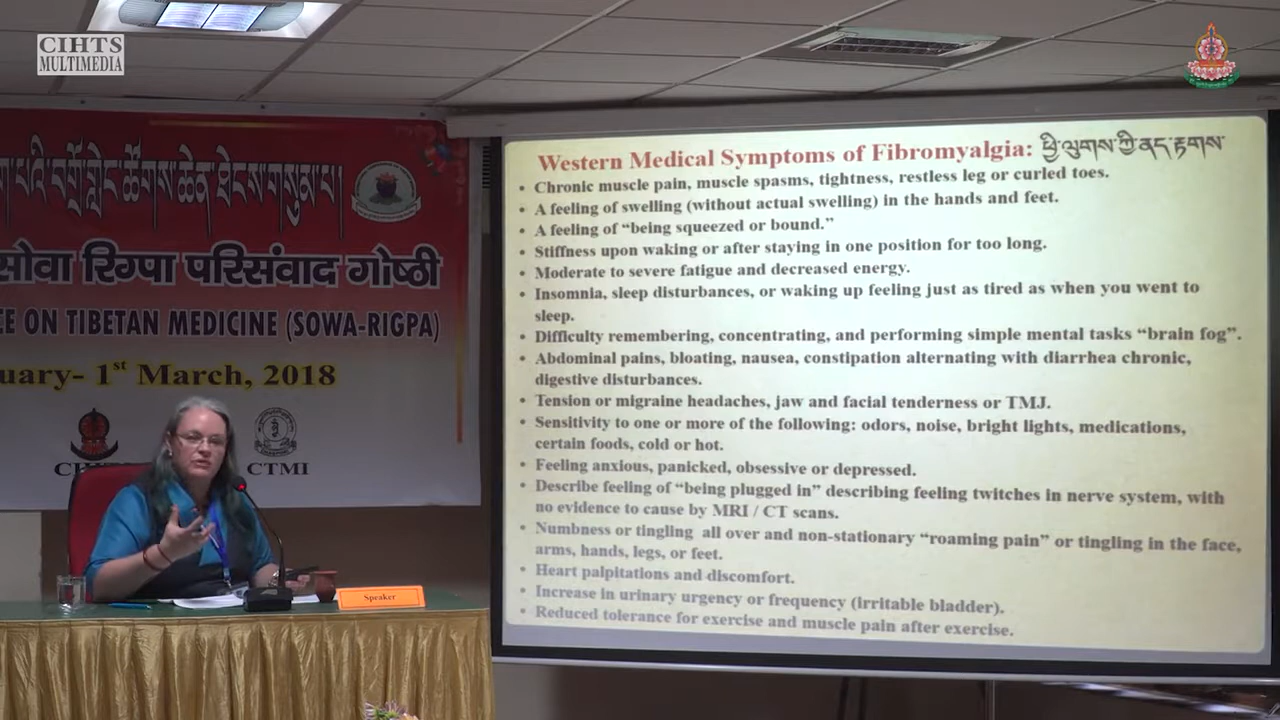 CIHTS
MULTIMEDIA
པའི་བགྲོ་གླེང་ཚོགས་ཆེན་ཐེངས་གསུམ་པ།
सोवा रिग्पा परिसंवाद गोष्ठी
CE ON TIBETAN MEDICINE (SOWA-RIGPA)
uary- 1st March, 2018
CTMI
Speaker
Western Medical Symptoms of Fibromyalgia: ཕྱི་ལུགས་ཀྱི་ནད་རྟགས་
• Chronic muscle pain, muscle spasms, tightness, restless leg or curled toes.
• A feeling of swelling (without actual swelling) in the hands and feet.
• A feeling of “being squeezed or bound.”
• Stiffness upon waking or after staying in one position for too long.
• Moderate to severe fatigue and decreased energy.
• Insomnia, sleep disturbances, or waking up feeling just as tired as when you went to
sleep.
• Difficulty remembering, concentrating, and performing simple mental tasks “brain fog”.
• Abdominal pains, bloating, nausea, constipation alternating with diarrhea chronic,
digestive disturbances.
• Tension or migraine headaches, jaw and facial tenderness or TMJ.
• Sensitivity to one or more of the following: odors, noise, bright lights, medications,
certain foods, cold or hot.
• Feeling anxious, panicked, obsessive or depressed.
• Describe feeling of “being plugged in” describing feeling twitches in nerve system, with
no evidence to cause by MRI / CT scans.
• Numbness or tingling all over and non-stationary “roaming pain” or tingling in the face,
arms, hands, legs, or feet.
• Heart palpitations and discomfort.
• Increase in urinary urgency or frequency (irritable bladder).
• Reduced tolerance for exercise and muscle pain after exercise.